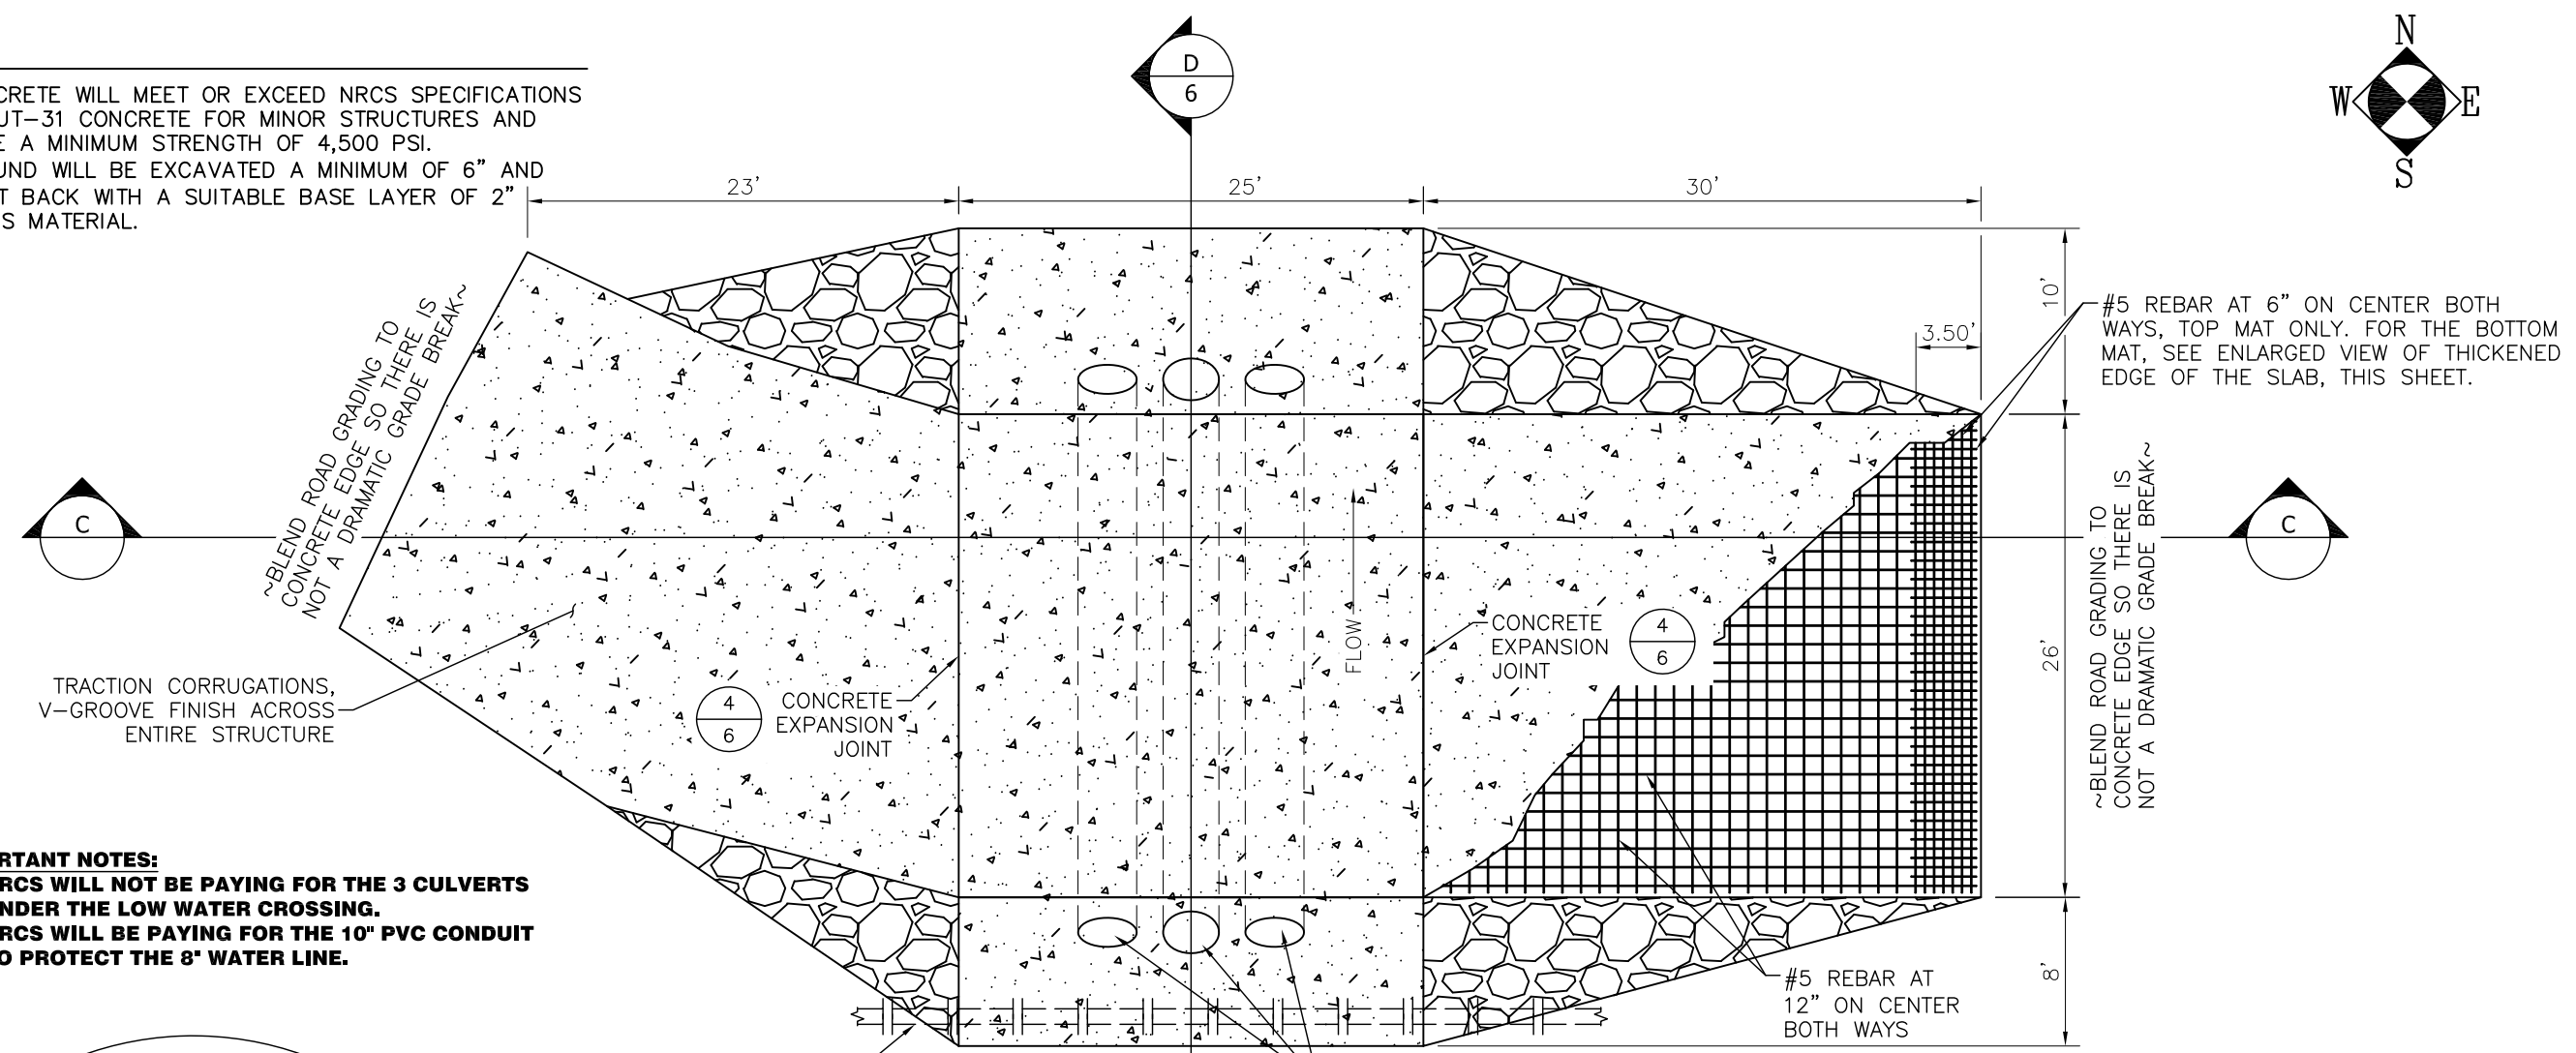 CRETE WILL MEET OR EXCEED NRCS SPECIFICATIONS
UT-31 CONCRETE FOR MINOR STRUCTURES AND
E A MINIMUM STRENGTH OF 4,500 PSI.
UND WILL BE EXCAVATED A MINIMUM OF 6" AND
T BACK WITH A SUITABLE BASE LAYER OF 2"
S MATERIAL.
D
6
N
W E
S
23'
25'
30'
10'
3.50'
#5 REBAR AT 6" ON CENTER BOTH
WAYS, TOP MAT ONLY. FOR THE BOTTOM
MAT, SEE ENLARGED VIEW OF THICKENED
EDGE OF THE SLAB, THIS SHEET.
~BLEND ROAD GRADING TO
CONCRETE EDGE SO THERE IS
NOT A DRAMATIC GRADE BREAK~
C
C
~BLEND ROAD GRADING TO
CONCRETE EDGE SO THERE IS
NOT A DRAMATIC GRADE BREAK~
26'
FLOW
CONCRETE
EXPANSION
JOINT
4
6
TRACTION CORRUGATIONS,
V-GROOVE FINISH ACROSS
ENTIRE STRUCTURE
4
6
CONCRETE
EXPANSION
JOINT
RTANT NOTES:
RCS WILL NOT BE PAYING FOR THE 3 CULVERTS
NDER THE LOW WATER CROSSING.
RCS WILL BE PAYING FOR THE 10" PVC CONDUIT
O PROTECT THE 8" WATER LINE.
#5 REBAR AT
12" ON CENTER
BOTH WAYS
8'